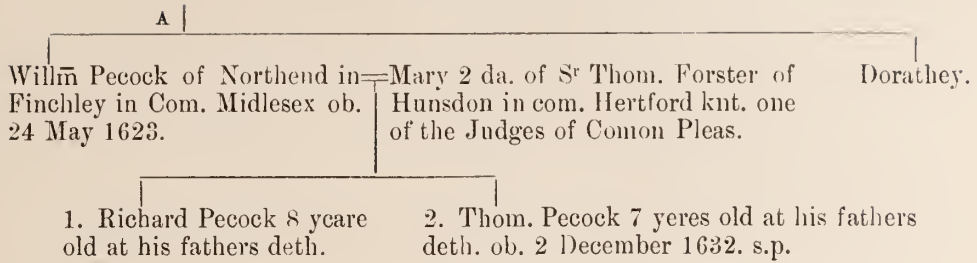 A
Willm̄ Pecock of Northend in
Finchley in Com. Midlesex ob.
24 May 1623.
Mary 2 da. of Sʳ Thom. Forster of
Hunsdon in com. Hertford knt. one
of the Judges of Comon Pleas.
Dorathey.
1. Richard Pecock 8 yeare
old at his fathers deth.
2. Thom. Pecock 7 yeres old at his fathers
deth. ob. 2 December 1632. s.p.